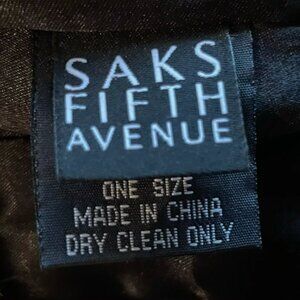 SAKS
FIFTH
AVENUE
ONE SIZE
MADE IN CHINA
DRY CLEAN ONLY